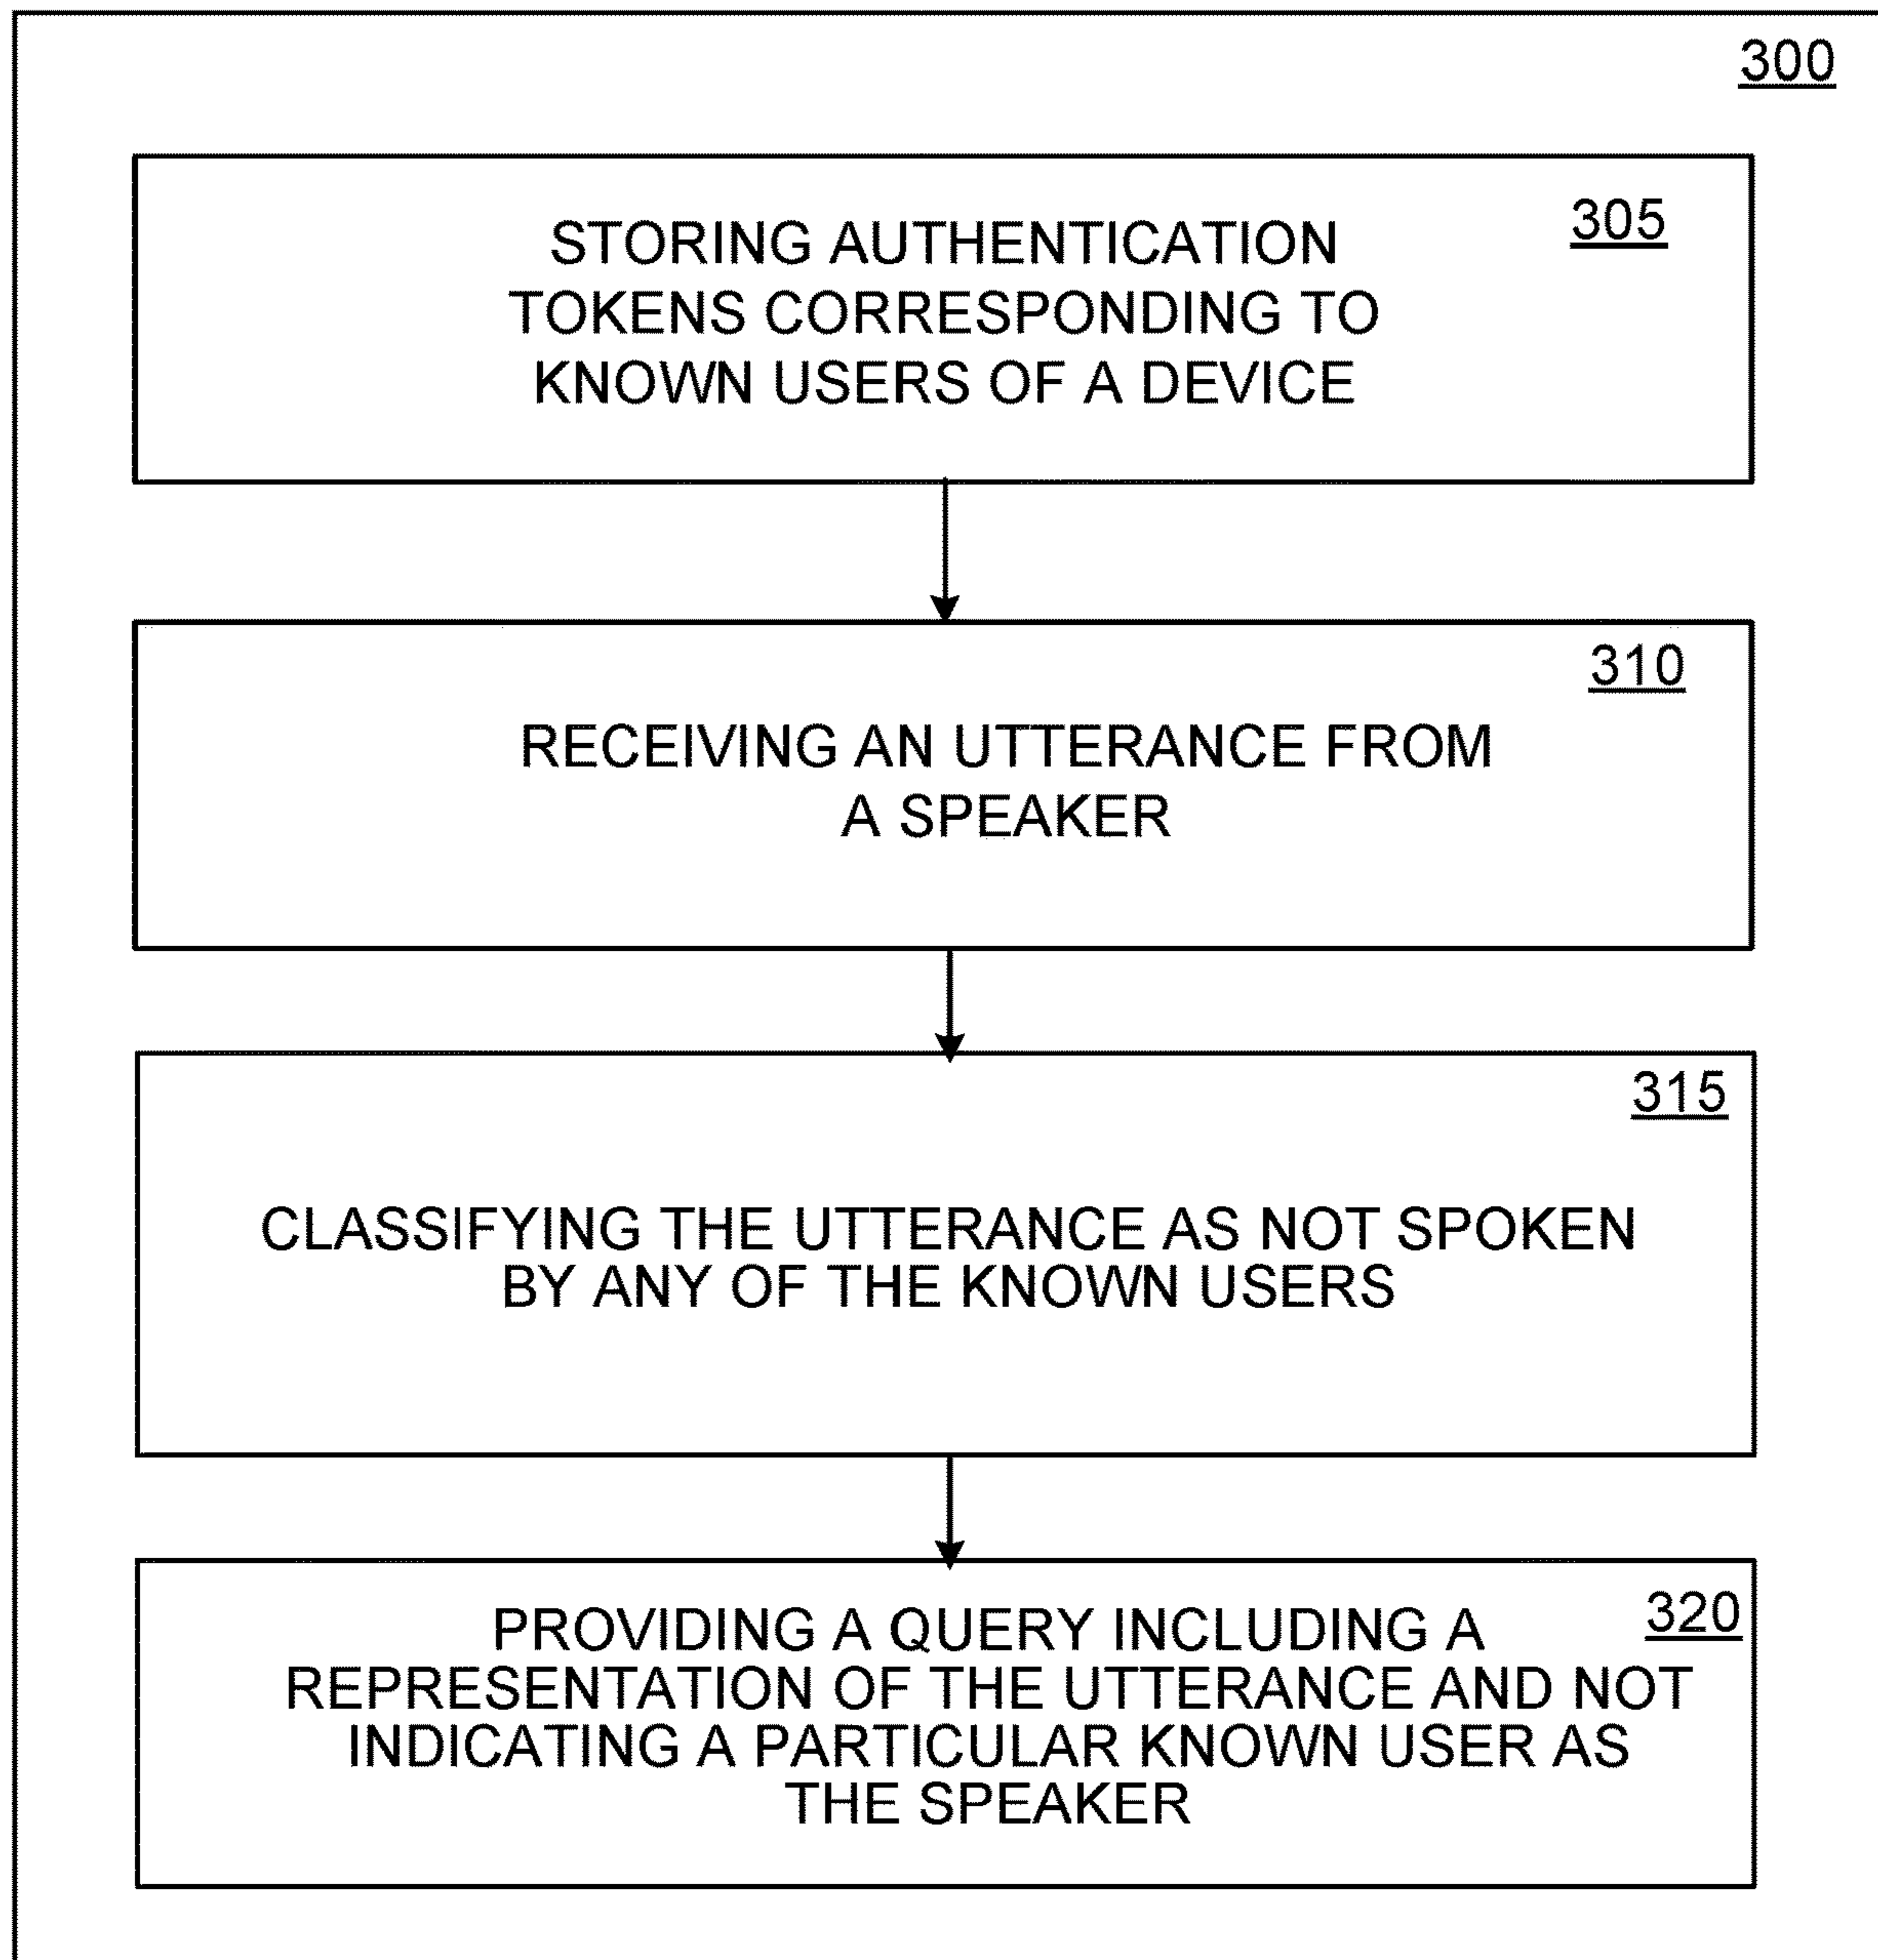 300
305
STORING AUTHENTICATION
TOKENS CORRESPONDING TO
KNOWN USERS OF A DEVICE
310
RECEIVING AN UTTERANCE FROM
A SPEAKER
315
CLASSIFYING THE UTTERANCE AS NOT SPOKEN
BY ANY OF THE KNOWN USERS
320
PROVIDING A QUERY INCLUDING A
REPRESENTATION OF THE UTTERANCE AND NOT
INDICATING A PARTICULAR KNOWN USER AS
THE SPEAKER